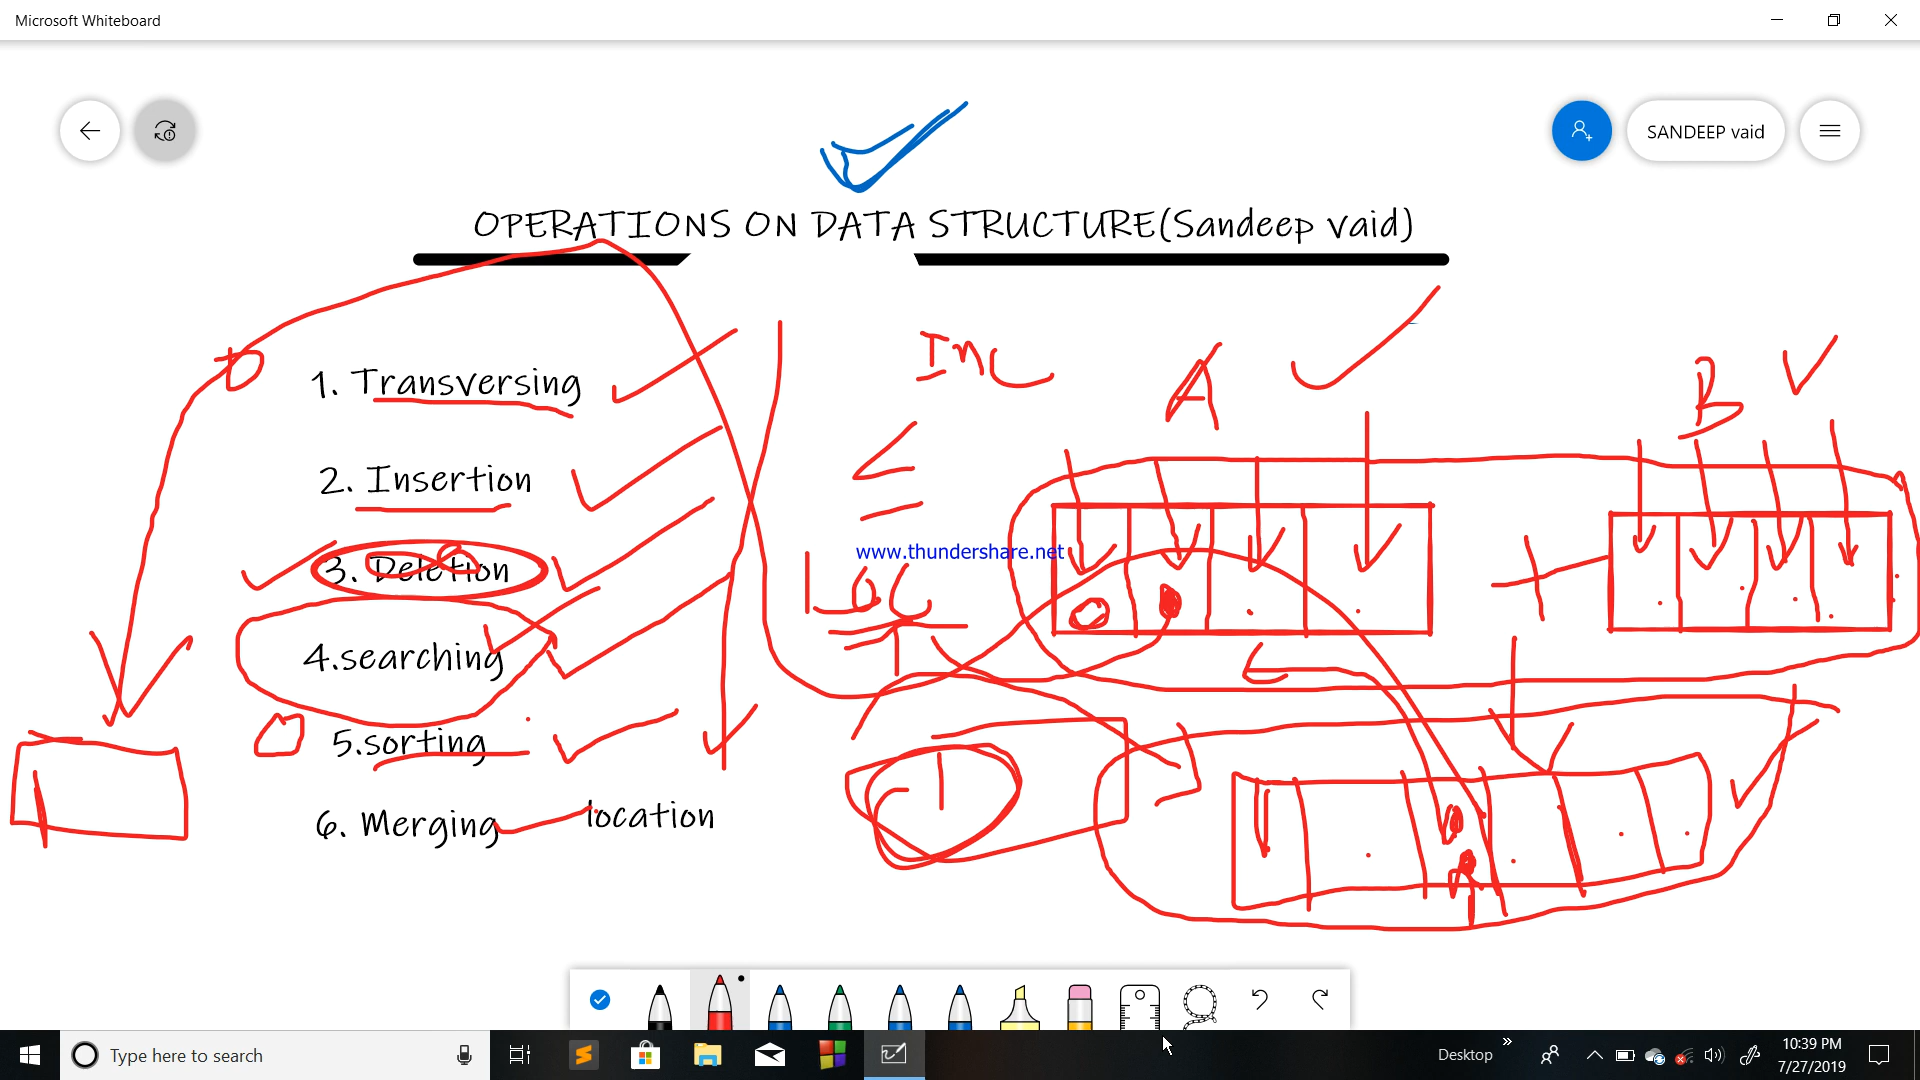 Microsoft Whiteboard
SANDEEP vaid
OPERATIONS ON DATA STRUCTURE(Sandeep vaid)
Inc
A
B
1. Transversing
2. Insertion
www.thundershare.net
3. Deletion
Loc
4.searching
5.sorting
6. Merging
location
Type here to search
Desktop
10:39 PM
7/27/2019